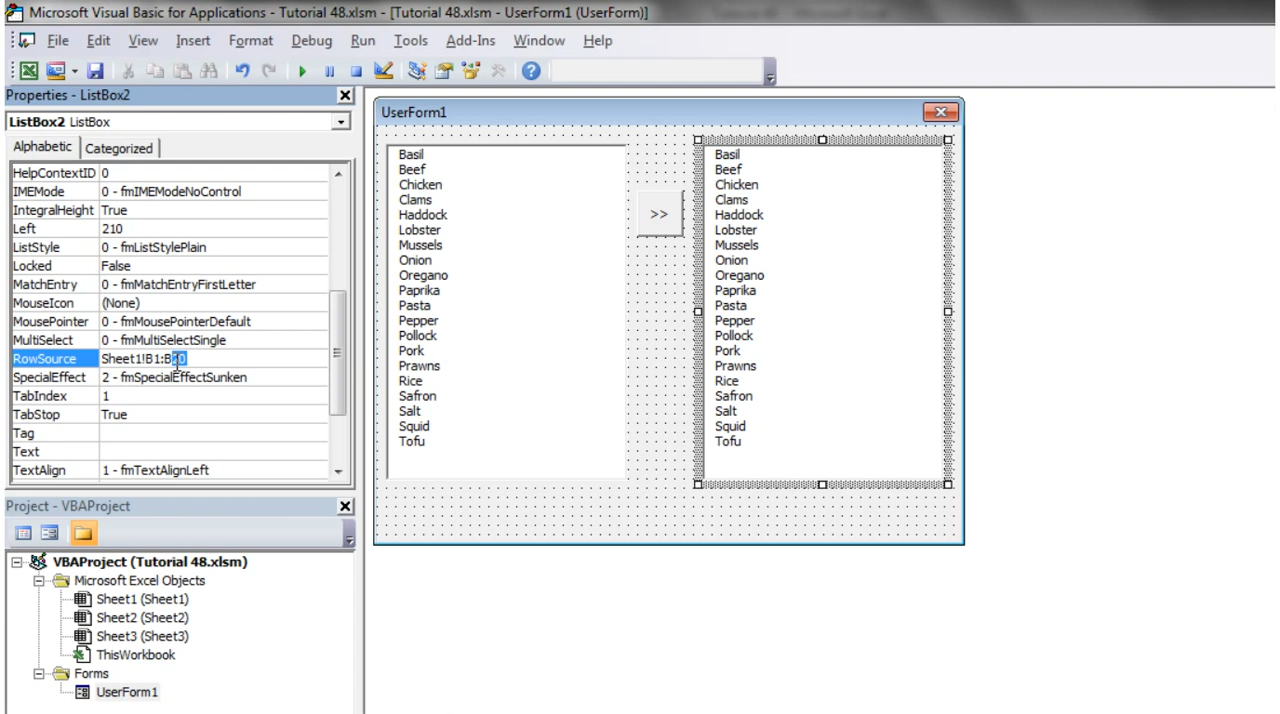 Microsoft Visual Basic for Applications - Tutorial 48.xlsm - [Tutorial 48.xlsm - UserForm1 (UserForm)]
File Edit View Insert Format Debug Run Tools Add-Ins Window Help
Properties - ListBox2
ListBox2 ListBox
Alphabetic Categorized
HelpContextID 0
IMEMode 0 - fmIMEModeNoControl
IntegralHeight True
Left 210
ListStyle 0 - fmListStylePlain
Locked False
MatchEntry 0 - fmMatchEntryFirstLetter
MouseIcon (None)
MousePointer 0 - fmMousePointerDefault
MultiSelect 0 - fmMultiSelectSingle
RowSource
SpecialEffect 2 - fmSpecialEffectSunken
TabIndex 1
TabStop True
Tag
Text
TextAlign 1 - fmTextAlignLeft
Project - VBAProject
VBAProject (Tutorial 48.xlsm)
Microsoft Excel Objects
Sheet1 (Sheet1)
Sheet2 (Sheet2)
Sheet3 (Sheet3)
ThisWorkbook
Forms
UserForm1
UserForm1
Basil
Beef
Chicken
Clams
Haddock
Lobster
Mussels
Onion
Oregano
Paprika
Pasta
Pepper
Pollock
Pork
Prawns
Rice
Safron
Salt
Squid
Tofu
>>
Basil
Beef
Chicken
Clams
Haddock
Lobster
Mussels
Onion
Oregano
Paprika
Pasta
Pepper
Pollock
Pork
Prawns
Rice
Safron
Salt
Squid
Tofu